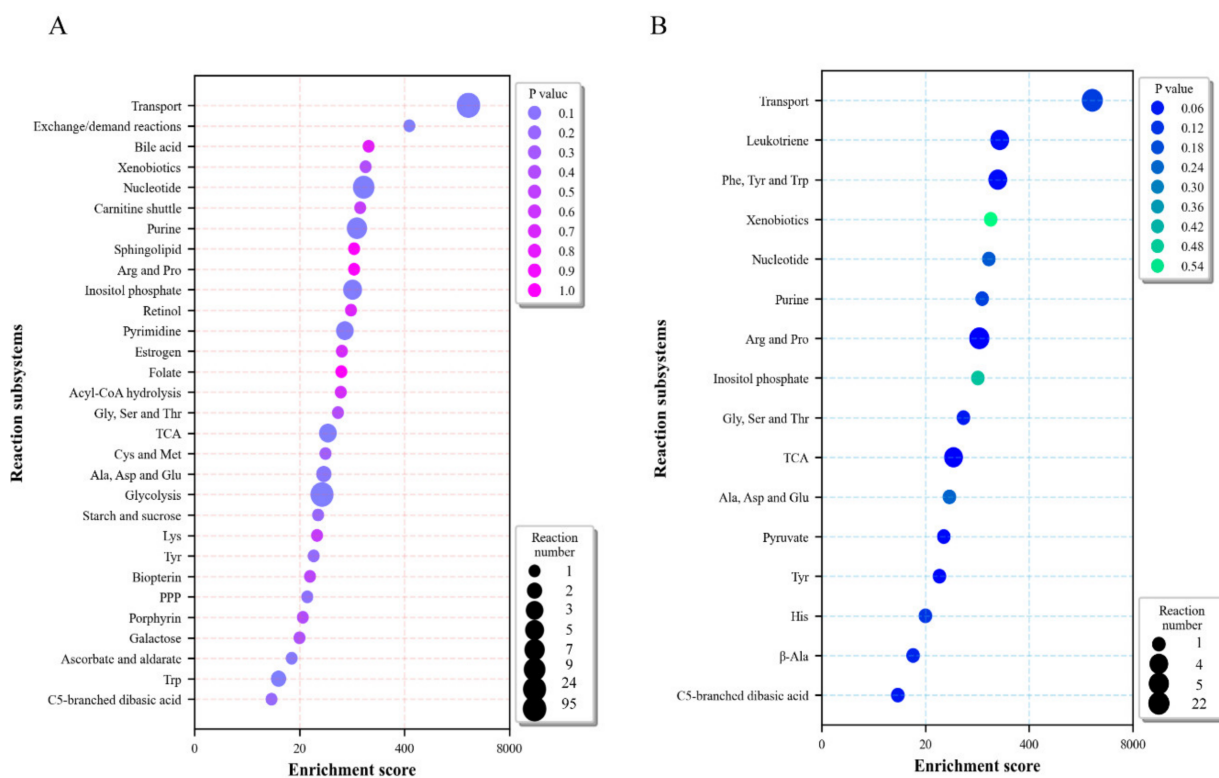 A
Reaction subsystems
Transport
Exchange/demand reactions
Bile acid
Xenobiotics
Nucleotide
Carnitine shuttle
Purine
Sphingolipid
Arg and Pro
Inositol phosphate
Retinol
Pyrimidine
Estrogen
Folate
Acyl-CoA hydrolysis
Gly, Ser and Thr
TCA
Cys and Met
Ala, Asp and Glu
Glycolysis
Starch and sucrose
Lys
Tyr
Biopterin
PPP
Porphyrin
Galactose
Ascorbate and aldarate
Trp
C5-branched dibasic acid
0 20 400 8000
Enrichment score
P value
0.1
0.2
0.3
0.4
0.5
0.6
0.7
0.8
0.9
1.0
Reaction
number
1
2
3
5
7
9
24
95
B
Reaction subsystems
Transport
Leukotriene
Phe, Tyr and Trp
Xenobiotics
Nucleotide
Purine
Arg and Pro
Inositol phosphate
Gly, Ser and Thr
TCA
Ala, Asp and Glu
Pyruvate
Tyr
His
β-Ala
C5-branched dibasic acid
0 20 400 8000
Enrichment score
P value
0.06
0.12
0.18
0.24
0.30
0.36
0.42
0.48
0.54
Reaction
number
1
4
5
22